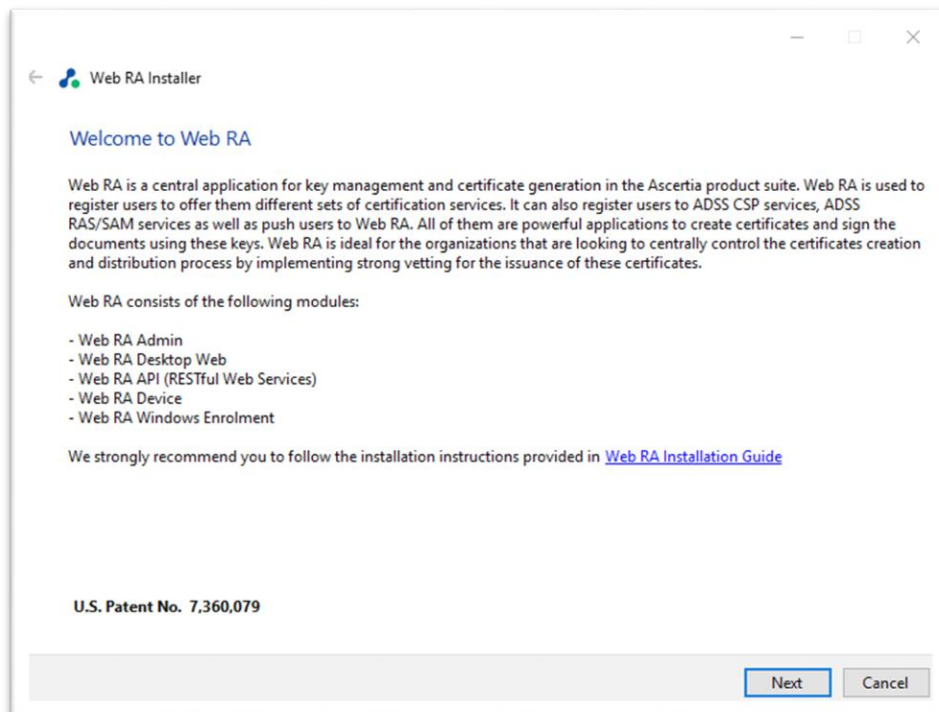 Web RA Installer
Welcome to Web RA
Web RA is a central application for key management and certificate generation in the Ascertia product suite. Web RA is used to
register users to offer them different sets of certification services. It can also register users to ADSS CSP services, ADSS
RAS/SAM services as well as push users to Web RA. All of them are powerful applications to create certificates and sign the
documents using these keys. Web RA is ideal for the organizations that are looking to centrally control the certificates creation
and distribution process by implementing strong vetting for the issuance of these certificates.
Web RA consists of the following modules:
- Web RA Admin
- Web RA Desktop Web
- Web RA API (RESTful Web Services)
- Web RA Device
- Web RA Windows Enrolment
We strongly recommend you to follow the installation instructions provided in Web RA Installation Guide
U.S. Patent No. 7,360,079
Next
Cancel